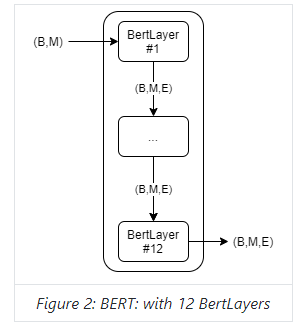 (B,M)
BertLayer
#1
(B,M,E)
...
(B,M,E)
BertLayer
#12
(B,M,E)
Figure 2: BERT: with 12 BertLayers